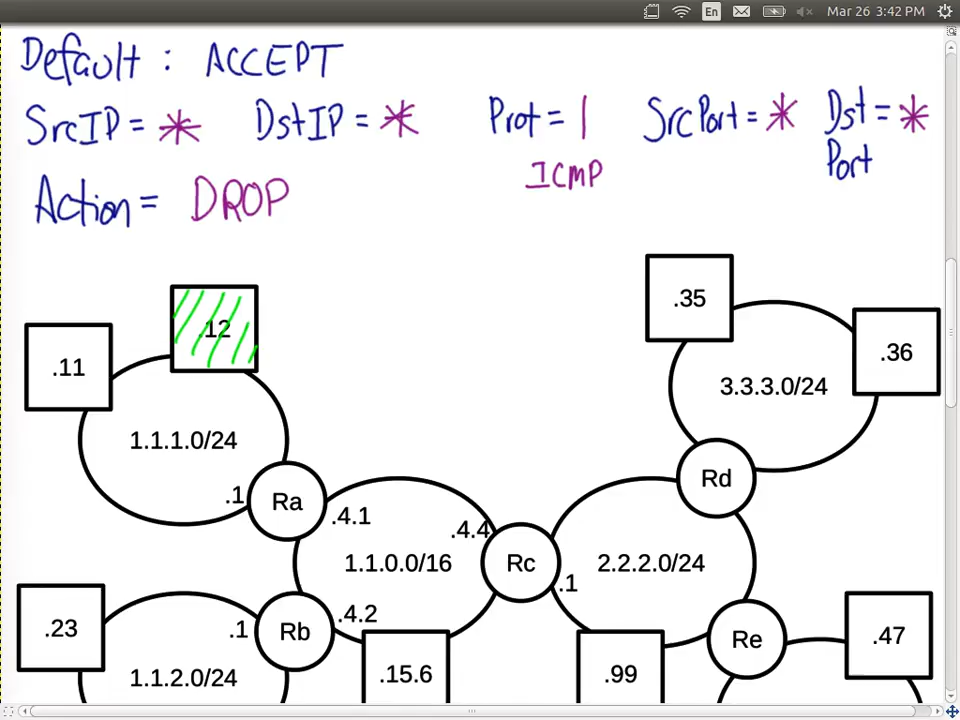 En Mar 26 3:42 PM
Default : ACCEPT
SrcIP = * DstIP = * Prot = 1 SrcPort = * Dst = *
ICMP Port
Action = DROP
.12 .35
.11 .36
3.3.3.0/24
1.1.1.0/24
.1 Ra Rd
.4.1 .4.4
1.1.0.0/16 Rc 2.2.2.0/24
.1
.4.2
.23 .1 Rb Re .47
1.1.2.0/24 .15.6 .99